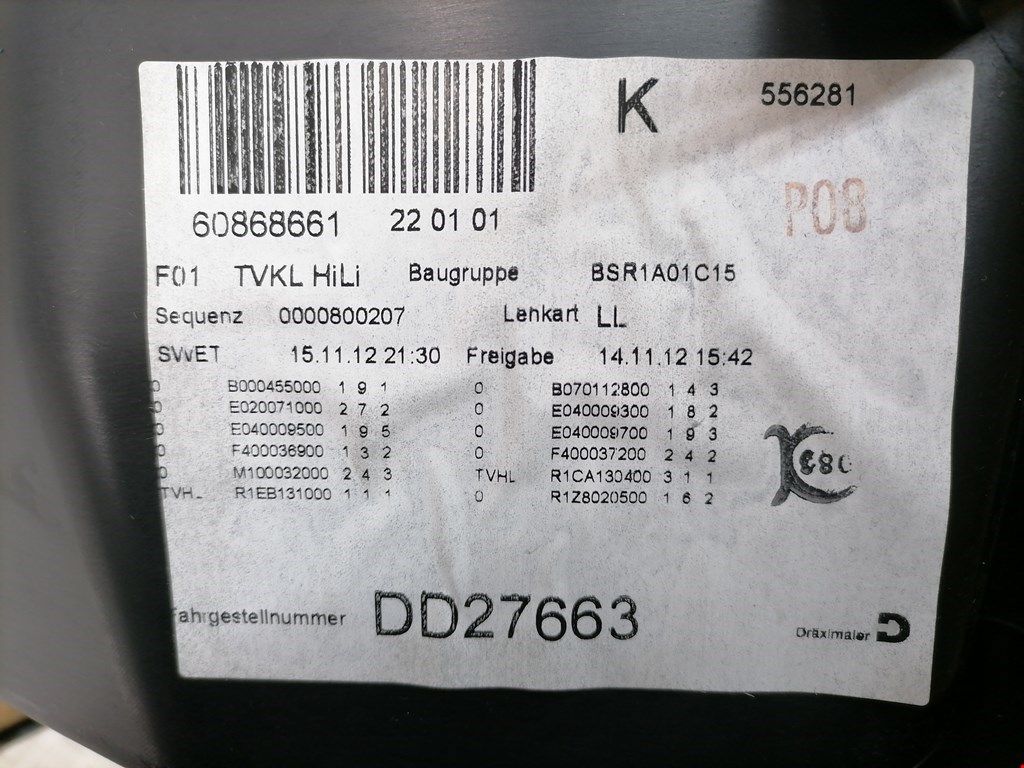 K 556281
60868661 22 01 01
P08
F01 TVKL HiLi Baugruppe BSR1A01C15
Sequenz 0000800207 Lenkart LL
SWET 15.11.12 21:30 Freigabe 14.11.12 15:42
0 B000455000 1 9 1 0 B070112800 1 4 3
0 E020071000 2 7 2 0 E040009300 1 8 2
0 E040009500 1 9 5 0 E040009700 1 9 3
0 F400036900 1 3 2 0 F400037200 2 4 2
0 M100032000 2 4 3 TVHL R1CA130400 3 1 1
TVHL R1EB131000 1 1 1 0 R1Z8020500 1 6 2
Fahrgestellnummer DD27663
Dräxlmaier D